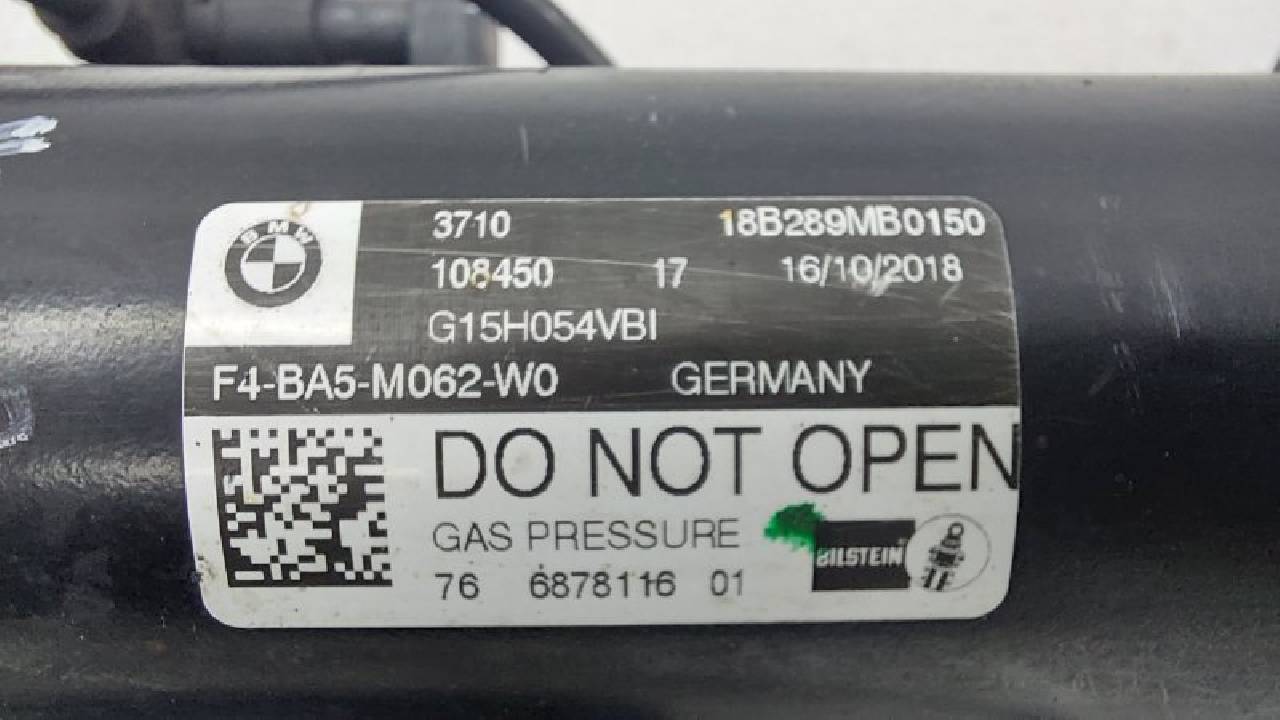 BMW
3710 18B289MB0150
108450 17 16/10/2018
G15H054VBI
F4-BA5-M062-W0 GERMANY
DO NOT OPEN
GAS PRESSURE
BILSTEIN
76 6878116 01